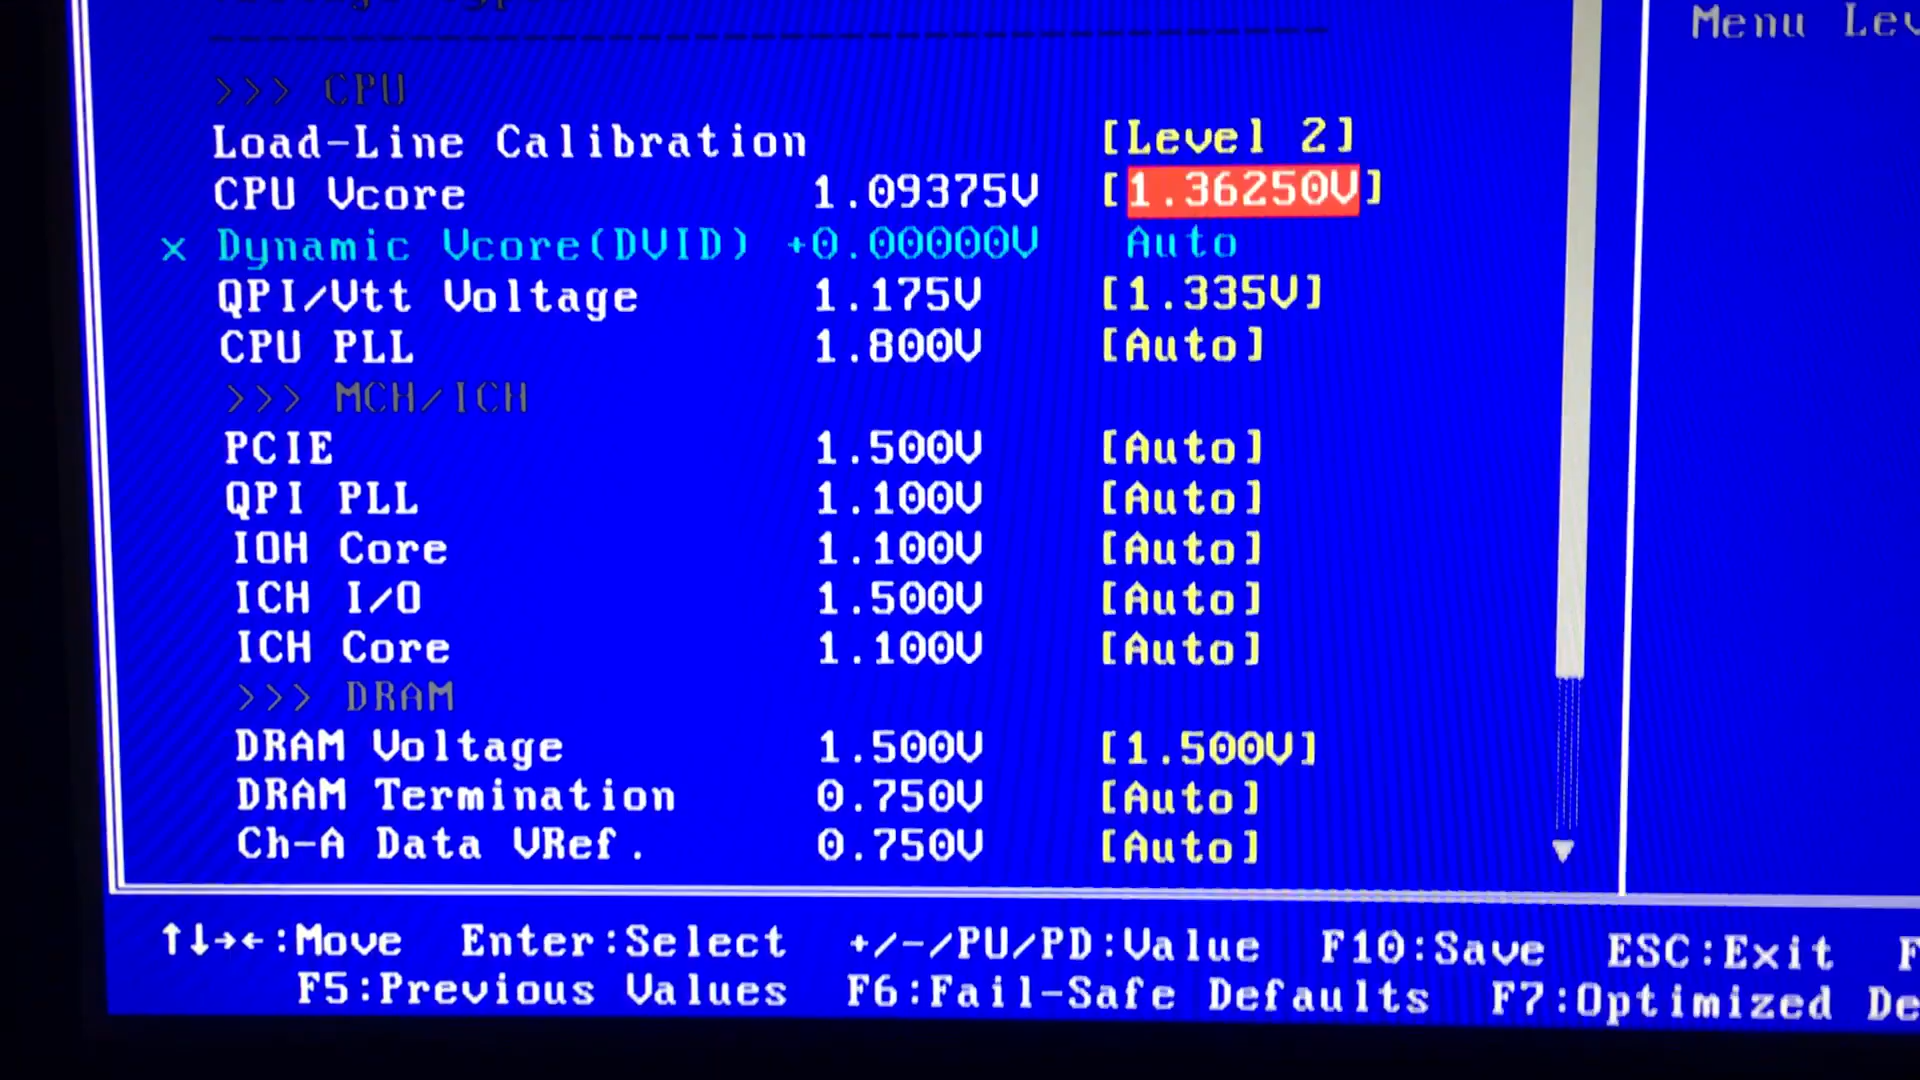 Menu Lev
>>> CPU
Load-Line Calibration [Level 2]
CPU Vcore 1.09375V [1.36250V]
x Dynamic Vcore(DVID) +0.00000V Auto
QPI/Vtt Voltage 1.175V [1.335V]
CPU PLL 1.800V [Auto]
>>> MCH/ICH
PCIE 1.500V [Auto]
QPI PLL 1.100V [Auto]
IOH Core 1.100V [Auto]
ICH I/O 1.500V [Auto]
ICH Core 1.100V [Auto]
>>> DRAM
DRAM Voltage 1.500V [1.500V]
DRAM Termination 0.750V [Auto]
Ch-A Data VRef. 0.750V [Auto]
↑↓→←:Move Enter:Select +/-/PU/PD:Value F10:Save ESC:Exit F
F5:Previous Values F6:Fail-Safe Defaults F7:Optimized De